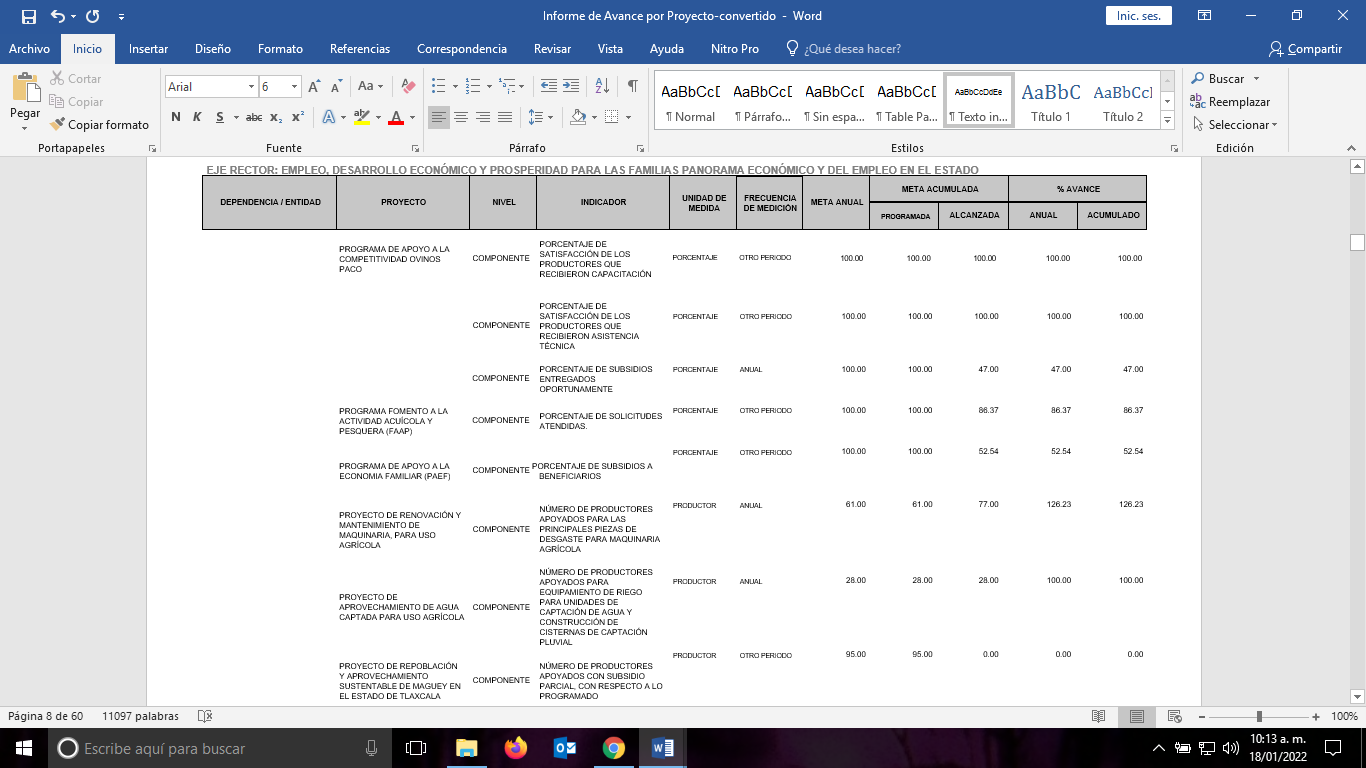 Informe de Avance por Proyecto-convertido - Word
Inic. ses.
Archivo Inicio Insertar Diseño Formato Referencias Correspondencia Revisar Vista Ayuda Nitro Pro ¿Qué desea hacer? Compartir
Pegar
Cortar
Copiar
Copiar formato
Portapapeles
Arial 6
N K S abc x₂ x²
Fuente
Párrafo
AaBbCcI AaBbCcI AaBbCcI AaBbCcI AaBbCcDdEe AaBbC AaBbCcI
¶ Normal ¶ Párrafo... ¶ Sin espa... ¶ Table Pa... ¶ Texto in... Título 1 Título 2
Estilos
Buscar
Reemplazar
Seleccionar
Edición
EJE RECTOR: EMPLEO, DESARROLLO ECONÓMICO Y PROSPERIDAD PARA LAS FAMILIAS PANORAMA ECONÓMICO Y DEL EMPLEO EN EL ESTADO
DEPENDENCIA / ENTIDAD PROYECTO NIVEL INDICADOR UNIDAD DE MEDIDA FRECUENCIA DE MEDICIÓN META ANUAL META ACUMULADA % AVANCE
PROGRAMADA ALCANZADA ANUAL ACUMULADO
PROGRAMA DE APOYO A LA
COMPETITIVIDAD OVINOS
PACO
COMPONENTE
PORCENTAJE DE
SATISFACCIÓN DE LOS
PRODUCTORES QUE
RECIBIERON CAPACITACIÓN
PORCENTAJE OTRO PERIODO 100.00 100.00 100.00 100.00 100.00
COMPONENTE
PORCENTAJE DE
SATISFACCIÓN DE LOS
PRODUCTORES QUE
RECIBIERON ASISTENCIA
TÉCNICA
PORCENTAJE OTRO PERIODO 100.00 100.00 100.00 100.00 100.00
COMPONENTE
PORCENTAJE DE SUBSIDIOS
ENTREGADOS
OPORTUNAMENTE
PORCENTAJE ANUAL 100.00 100.00 47.00 47.00 47.00
PROGRAMA FOMENTO A LA
ACTIVIDAD ACUÍCOLA Y
PESQUERA (FAAP)
COMPONENTE
PORCENTAJE DE SOLICITUDES
ATENDIDAS.
PORCENTAJE OTRO PERIODO 100.00 100.00 86.37 86.37 86.37
PROGRAMA DE APOYO A LA
ECONOMIA FAMILIAR (PAEF)
COMPONENTE
PORCENTAJE DE SUBSIDIOS A
BENEFICIARIOS
PORCENTAJE OTRO PERIODO 100.00 100.00 52.54 52.54 52.54
PROYECTO DE RENOVACIÓN Y
MANTENIMIENTO DE
MAQUINARIA, PARA USO
AGRÍCOLA
COMPONENTE
NÚMERO DE PRODUCTORES
APOYADOS PARA LAS
PRINCIPALES PIEZAS DE
DESGASTE PARA MAQUINARIA
AGRÍCOLA
PRODUCTOR ANUAL 61.00 61.00 77.00 126.23 126.23
PROYECTO DE
APROVECHAMIENTO DE AGUA
CAPTADA PARA USO AGRÍCOLA
COMPONENTE
NÚMERO DE PRODUCTORES
APOYADOS PARA
EQUIPAMIENTO DE RIEGO
PARA UNIDADES DE
CAPTACIÓN DE AGUA Y
CONSTRUCCIÓN DE
CISTERNAS DE CAPTACIÓN
PLUVIAL
PRODUCTOR ANUAL 28.00 28.00 28.00 100.00 100.00
PROYECTO DE REPOBLACIÓN
Y APROVECHAMIENTO
SUSTENTABLE DE MAGUEY EN
EL ESTADO DE TLAXCALA
COMPONENTE
NÚMERO DE PRODUCTORES
APOYADOS CON SUBSIDIO
PARCIAL, CON RESPECTO A LO
PROGRAMADO
PRODUCTOR OTRO PERIODO 95.00 95.00 0.00 0.00 0.00
Página 8 de 60 11097 palabras 100%
Escribe aquí para buscar
10:13 a. m.
18/01/2022